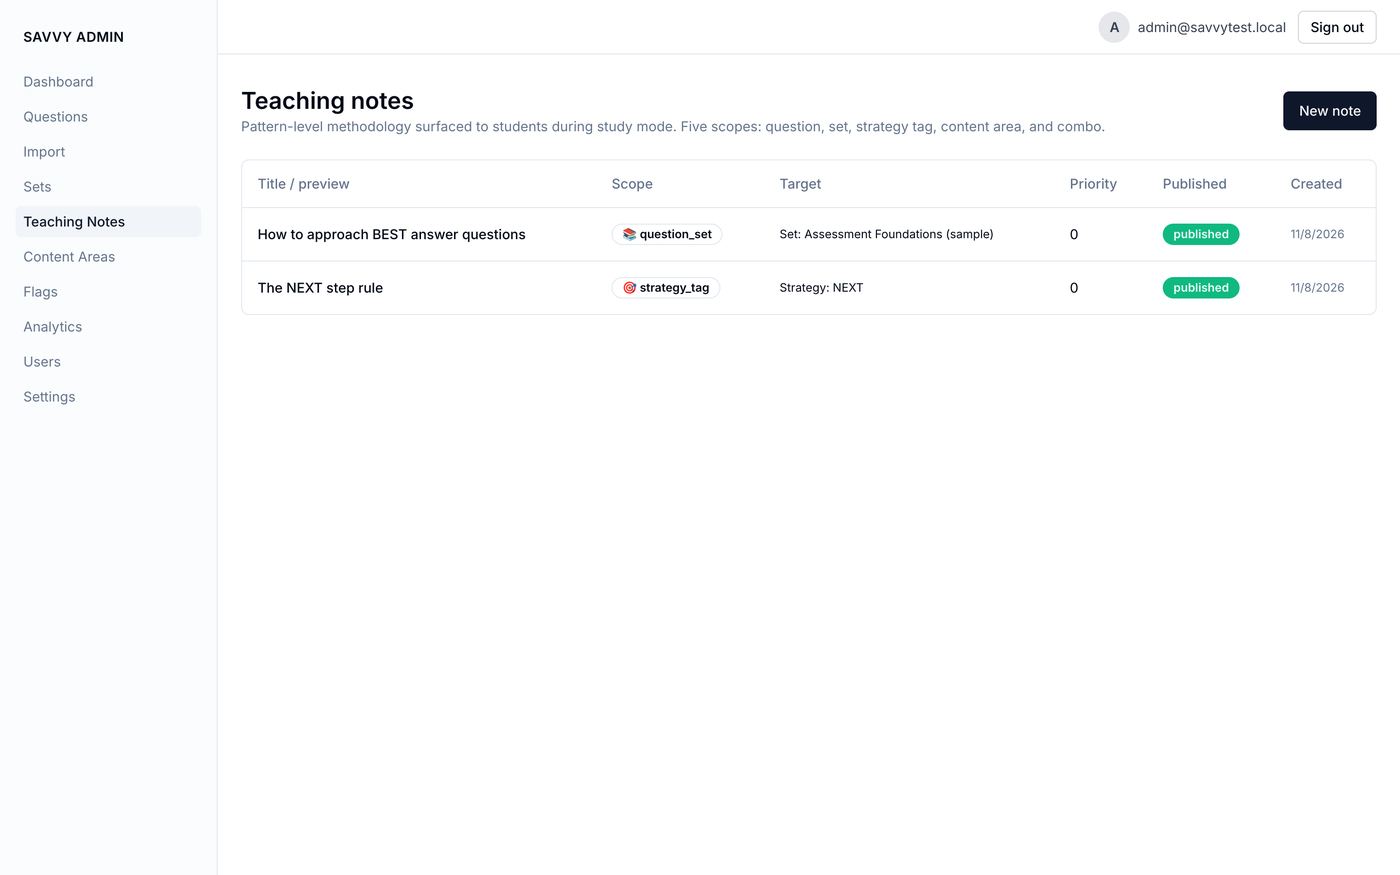 SAVVY ADMIN
Dashboard
Questions
Import
Sets
Teaching Notes
Content Areas
Flags
Analytics
Users
Settings
A admin@savvytest.local Sign out
Teaching notes
Pattern-level methodology surfaced to students during study mode. Five scopes: question, set, strategy tag, content area, and combo.
New note
Title / preview Scope Target Priority Published Created
How to approach BEST answer questions 📚 question_set Set: Assessment Foundations (sample) 0 published 11/8/2026
The NEXT step rule 🎯 strategy_tag Strategy: NEXT 0 published 11/8/2026